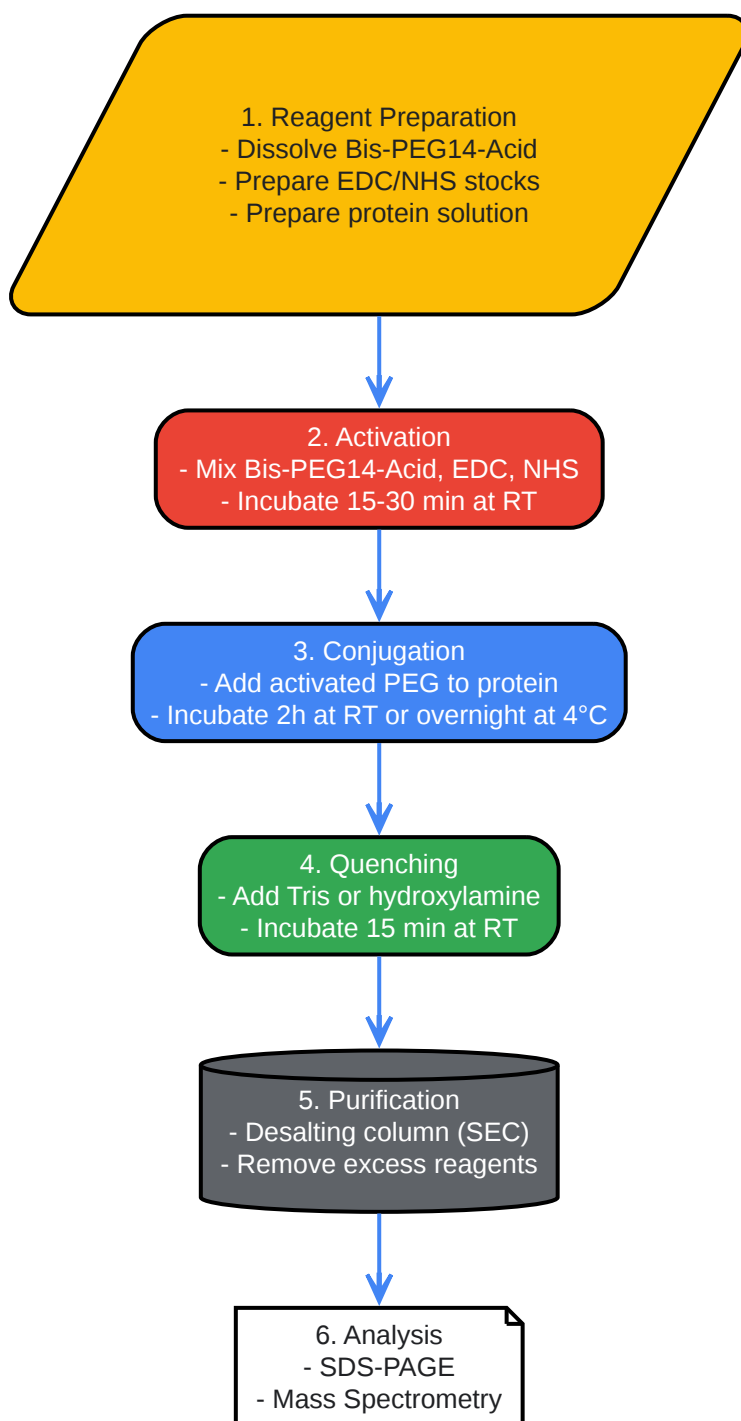 1. Reagent Preparation
- Dissolve Bis-PEG14-Acid
- Prepare EDC/NHS stocks
- Prepare protein solution
2. Activation
- Mix Bis-PEG14-Acid, EDC, NHS
- Incubate 15-30 min at RT
3. Conjugation
- Add activated PEG to protein
- Incubate 2h at RT or overnight at 4°C
4. Quenching
- Add Tris or hydroxylamine
- Incubate 15 min at RT
5. Purification
- Desalting column (SEC)
- Remove excess reagents
6. Analysis
- SDS-PAGE
- Mass Spectrometry